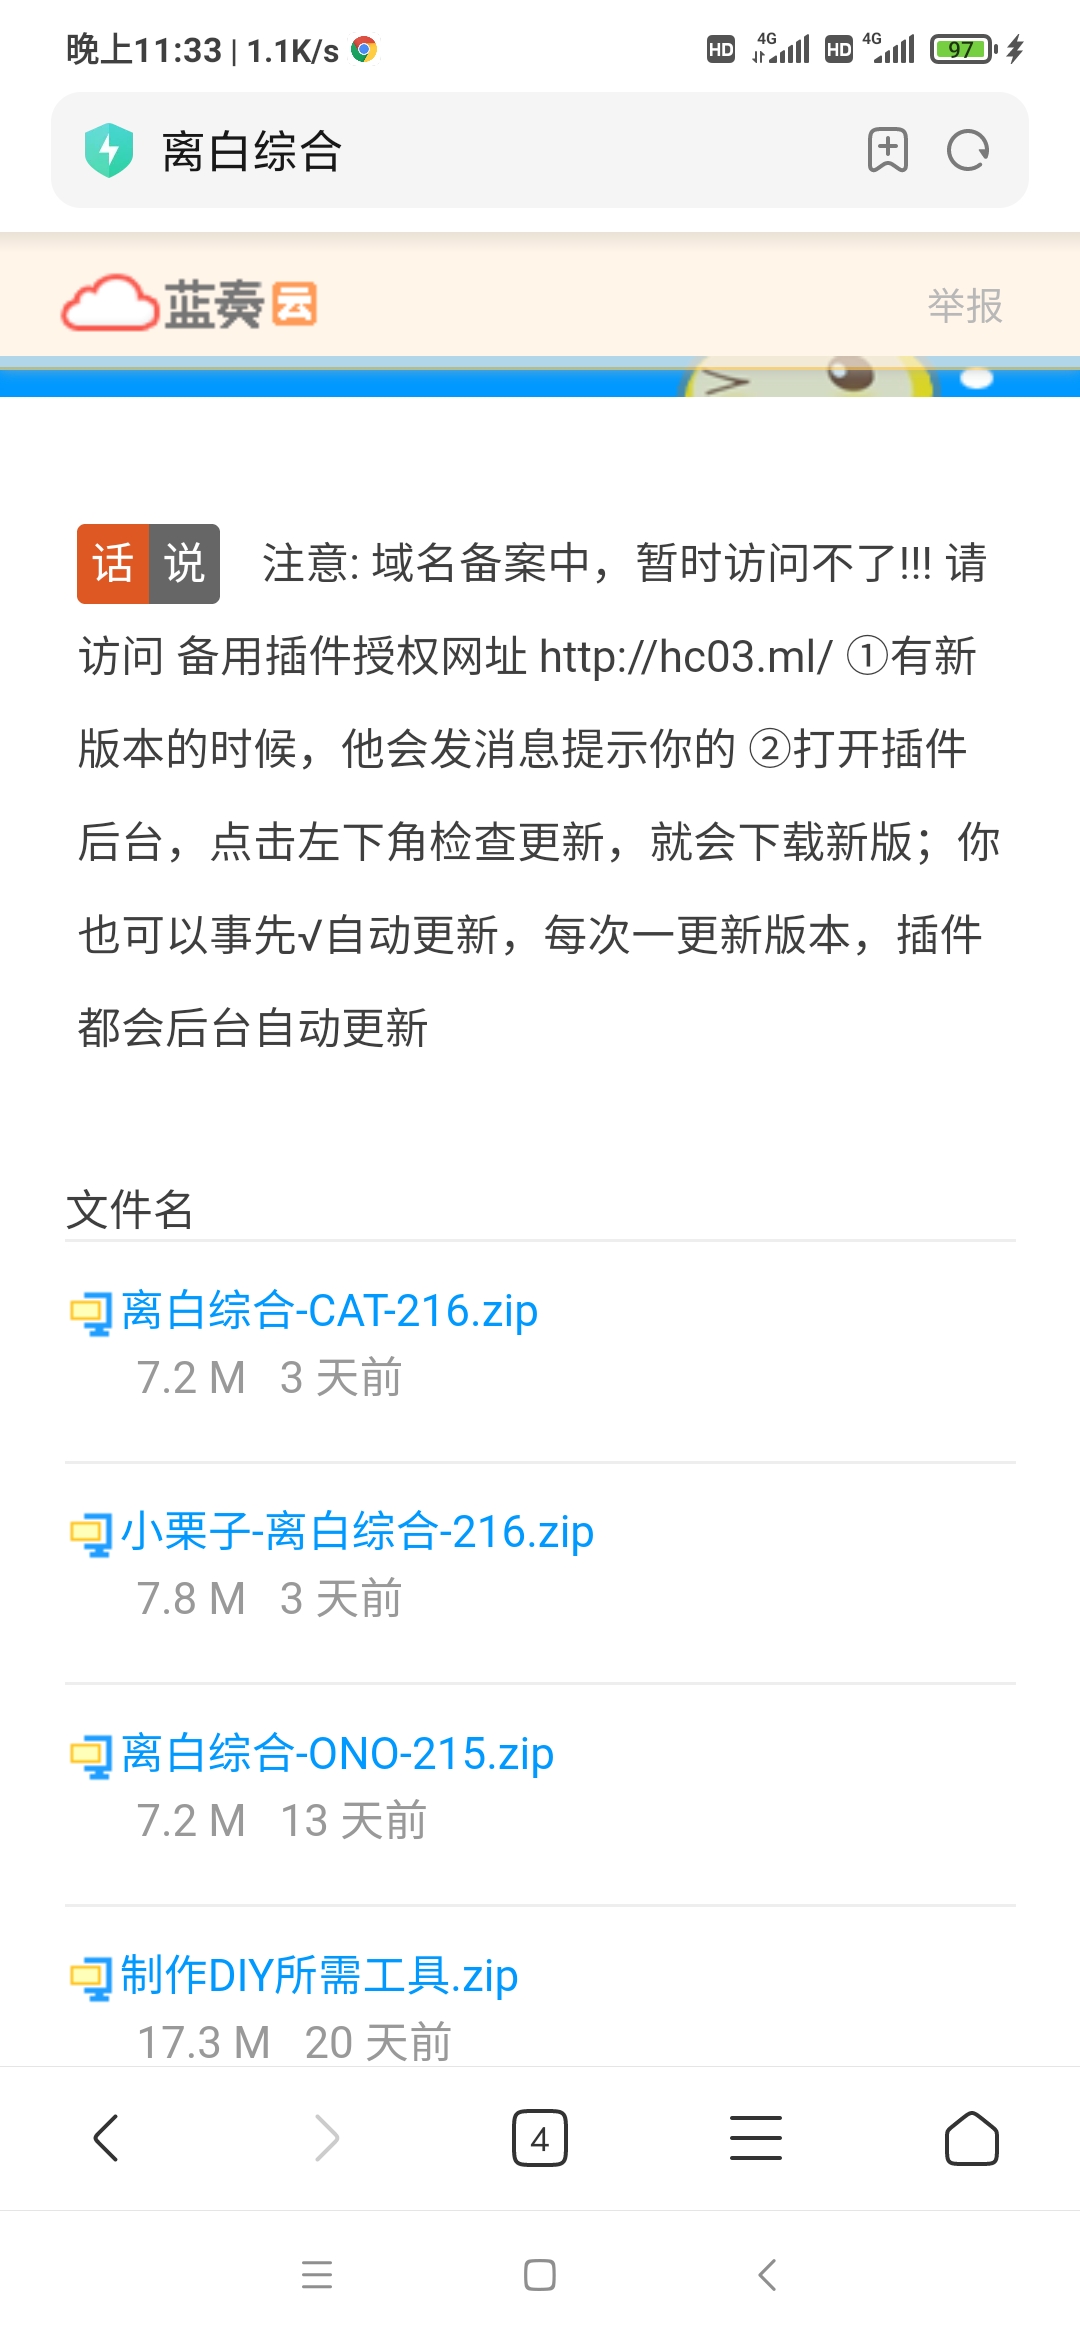 晚上11:33 | 1.1K/s
HD 4G HD 4G 97
离白综合
蓝奏云
举报
话说 注意: 域名备案中，暂时访问不了!!! 请
访问 备用插件授权网址 http://hc03.ml/ ①有新
版本的时候，他会发消息提示你的 ②打开插件
后台，点击左下角检查更新，就会下载新版；你
也可以事先√自动更新，每次一更新版本，插件
都会后台自动更新
文件名
离白综合-CAT-216.zip
7.2 M 3 天前
小栗子-离白综合-216.zip
7.8 M 3 天前
离白综合-ONO-215.zip
7.2 M 13 天前
制作DIY所需工具.zip
17.3 M 20 天前
4